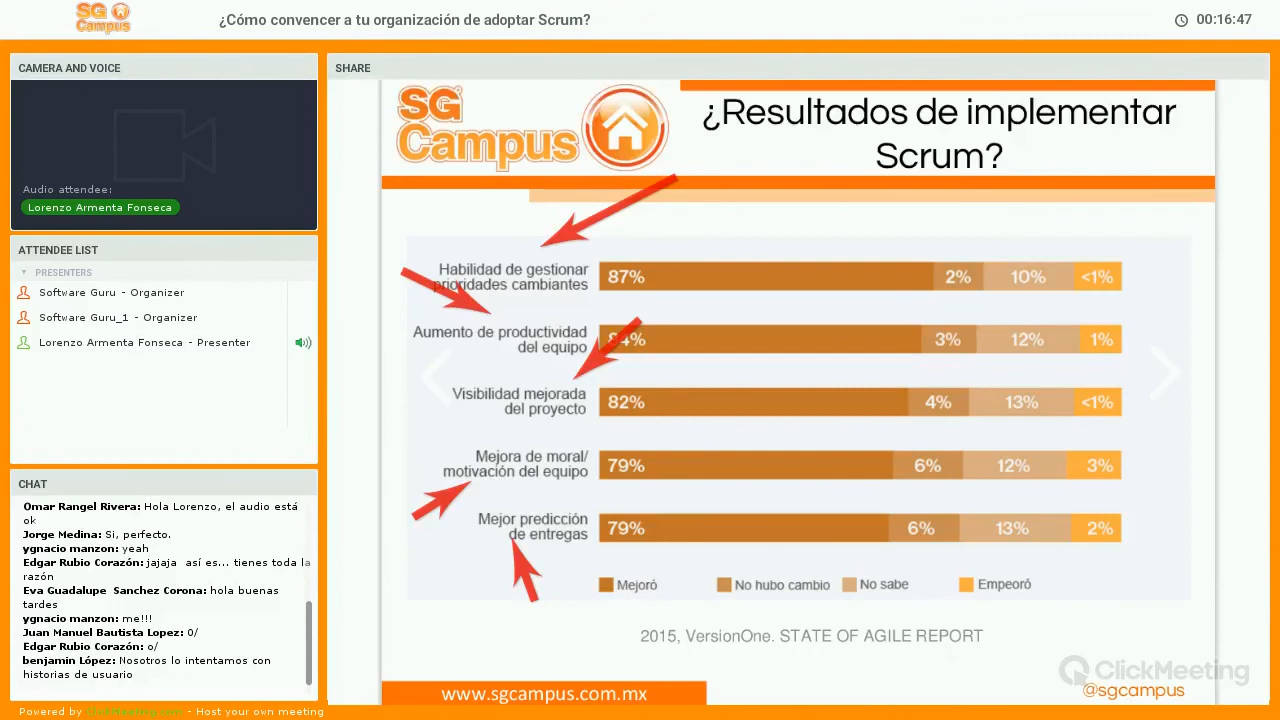 SG Campus
¿Cómo convencer a tu organización de adoptar Scrum?
00:16:47
CAMERA AND VOICE
Audio attendee:
Lorenzo Armenta Fonseca
ATTENDEE LIST
PRESENTERS
Software Guru - Organizer
Software Guru_1 - Organizer
Lorenzo Armenta Fonseca - Presenter
CHAT
Omar Rangel Rivera: Hola Lorenzo, el audio está
ok
Jorge Medina: Si, perfecto.
ygnacio manzon: yeah
Edgar Rubio Corazón: jajaja así es... tienes toda la
razón
Eva Guadalupe Sanchez Corona: hola buenas
tardes
ygnacio manzon: me!!!
Juan Manuel Bautista Lopez: 0/
Edgar Rubio Corazón: o/
benjamin López: Nosotros lo intentamos con
historias de usuario
Powered by ClickMeeting.com - Host your own meeting
SHARE
SG
Campus
¿Resultados de implementar
Scrum?
Habilidad de gestionar
prioridades cambiantes
87% 2% 10% <1%
Aumento de productividad
del equipo
84% 3% 12% 1%
Visibilidad mejorada
del proyecto
82% 4% 13% <1%
Mejora de moral/
motivación del equipo
79% 6% 12% 3%
Mejor predicción
de entregas
79% 6% 13% 2%
Mejoró No hubo cambio No sabe Empeoró
2015, VersionOne. STATE OF AGILE REPORT
ClickMeeting
@sgcampus
www.sgcampus.com.mx